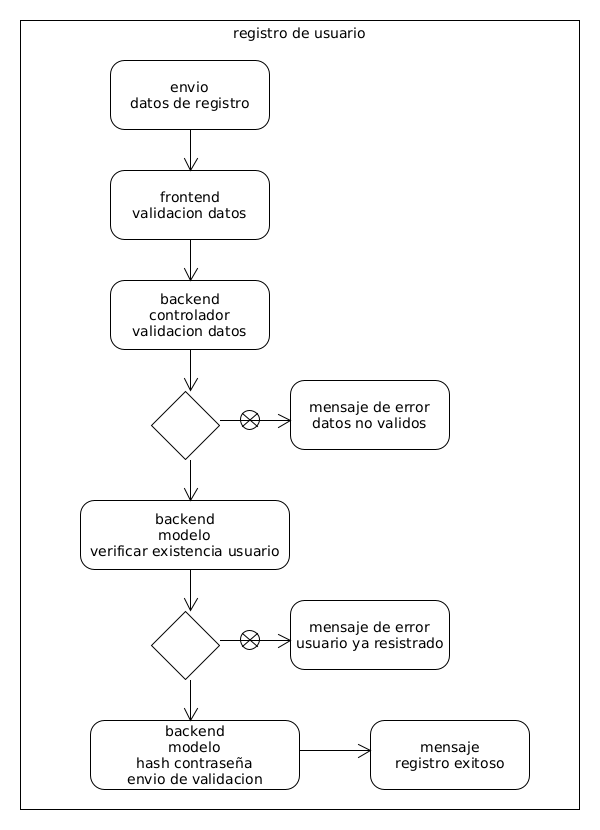 registro de usuario
envio
datos de registro
frontend
validacion datos
backend
controlador
validacion datos
mensaje de error
datos no validos
backend
modelo
verificar existencia usuario
mensaje de error
usuario ya resistrado
backend
modelo
hash contraseña
envio de validacion
mensaje
registro exitoso